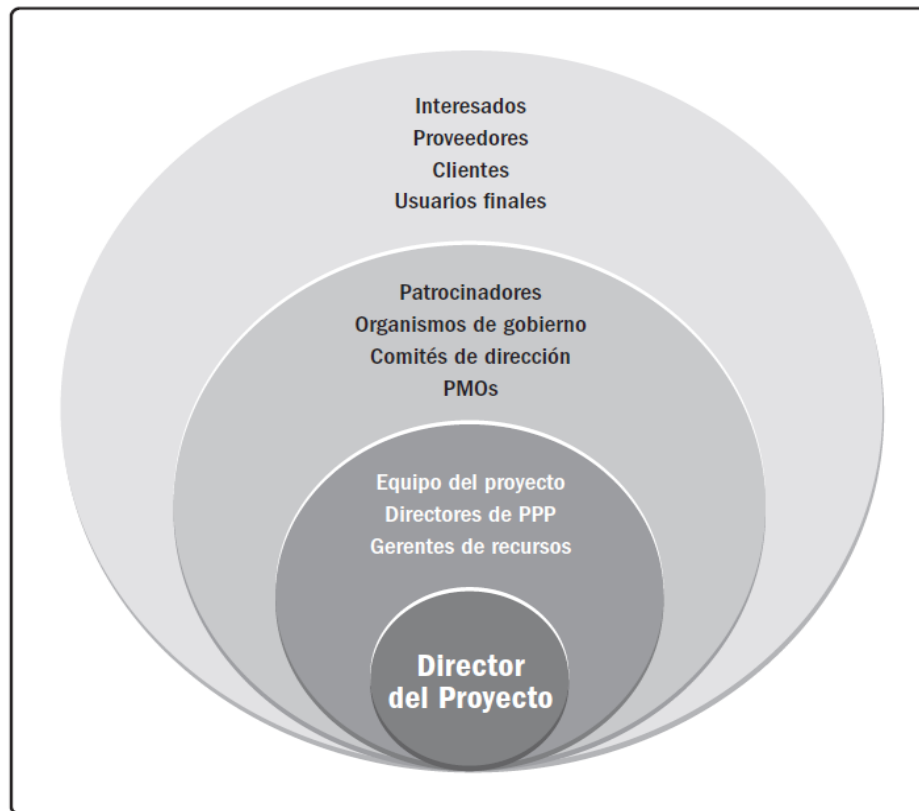 Interesados
Proveedores
Clientes
Usuarios finales
Patrocinadores
Organismos de gobierno
Comités de dirección
PMOs
Equipo del proyecto
Directores de PPP
Gerentes de recursos
Director
del Proyecto